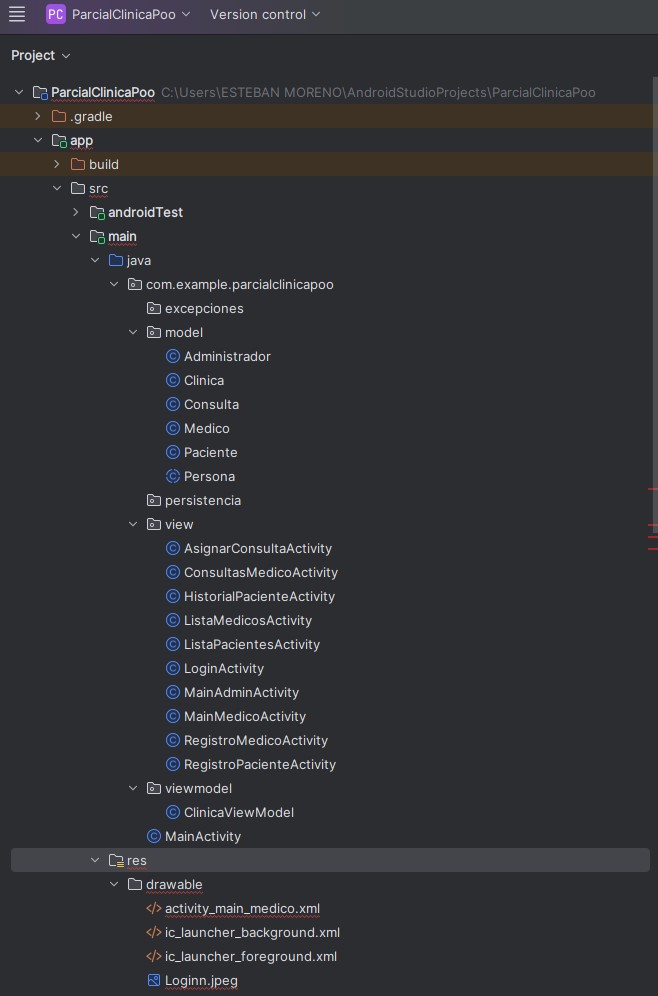 PC ParcialClinicaPoo Version control
Project
ParcialClinicaPoo C:\Users\ESTEBAN MORENO\AndroidStudioProjects\ParcialClinicaPoo
.gradle
app
build
src
androidTest
main
java
com.example.parcialclinicapoo
excepciones
model
C Administrador
C Clinica
C Consulta
C Medico
C Paciente
C Persona
persistencia
view
C AsignarConsultaActivity
C ConsultasMedicoActivity
C HistorialPacienteActivity
C ListaMedicosActivity
C ListaPacientesActivity
C LoginActivity
C MainAdminActivity
C MainMedicoActivity
C RegistroMedicoActivity
C RegistroPacienteActivity
viewmodel
C ClinicaViewModel
C MainActivity
res
drawable
</> activity_main_medico.xml
</> ic_launcher_background.xml
</> ic_launcher_foreground.xml
Loginn.jpeg